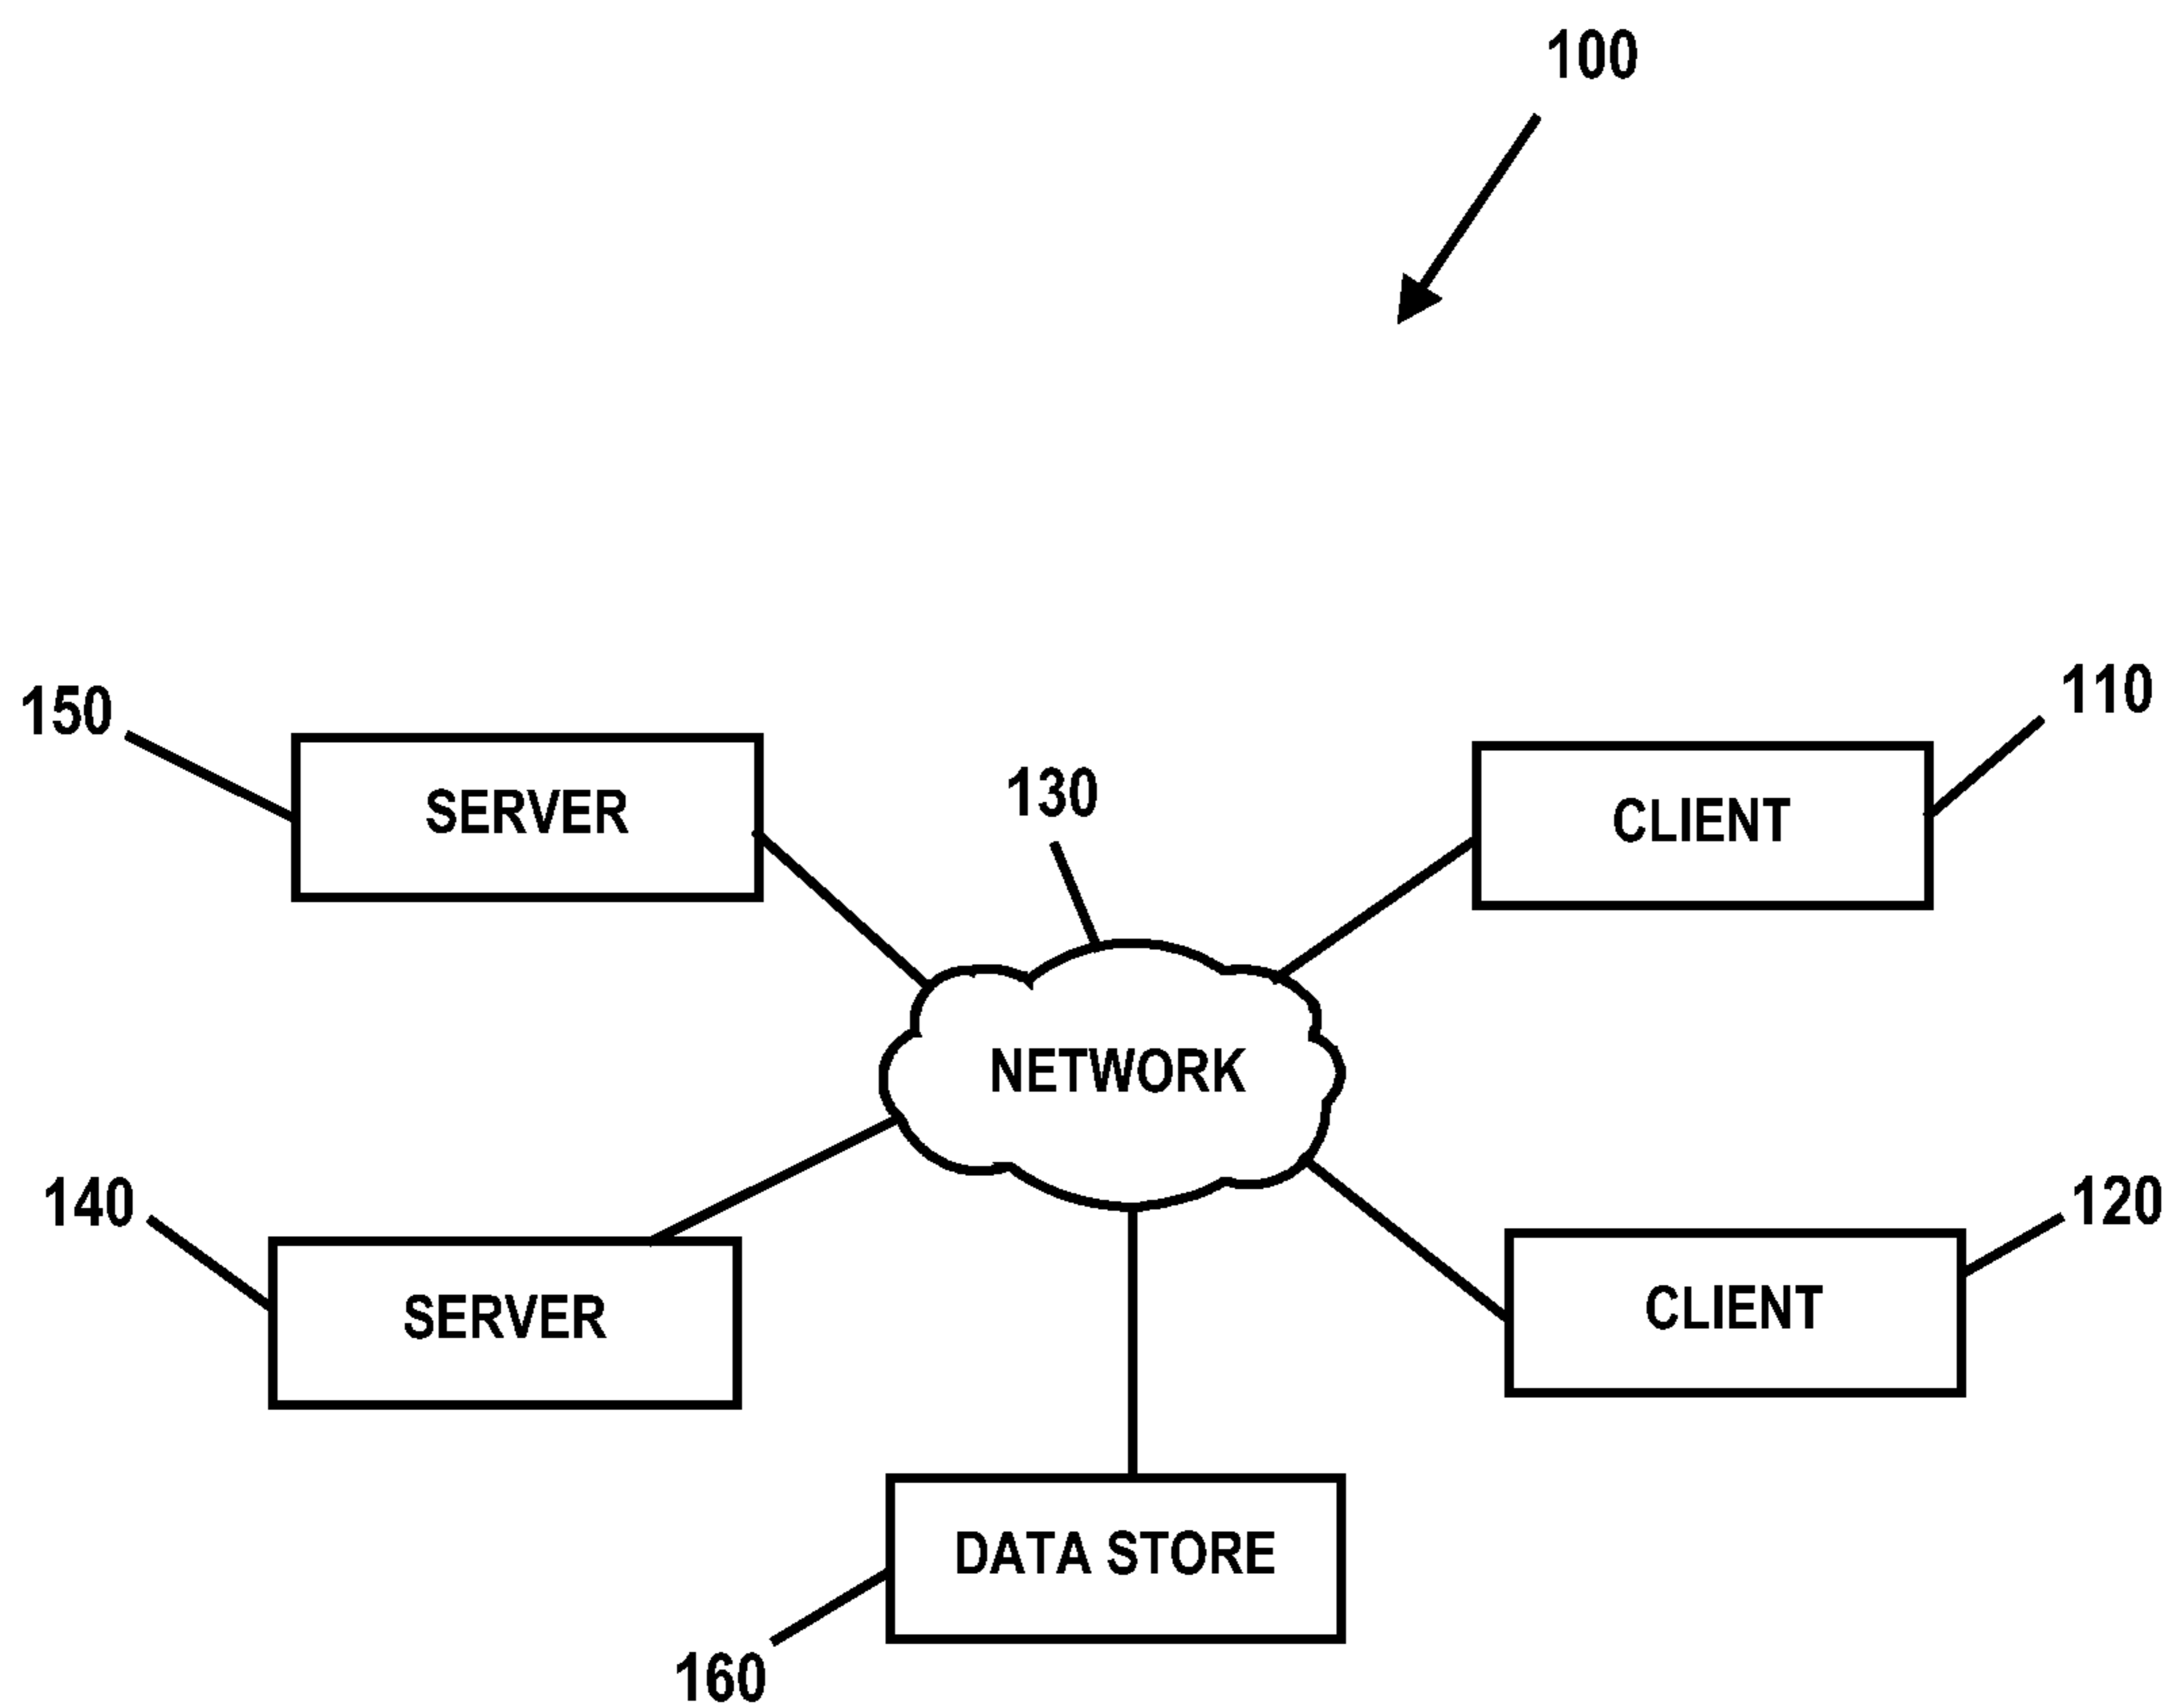 100
110
150
130
SERVER
CLIENT
NETWORK
140
120
SERVER
CLIENT
DATA STORE
160